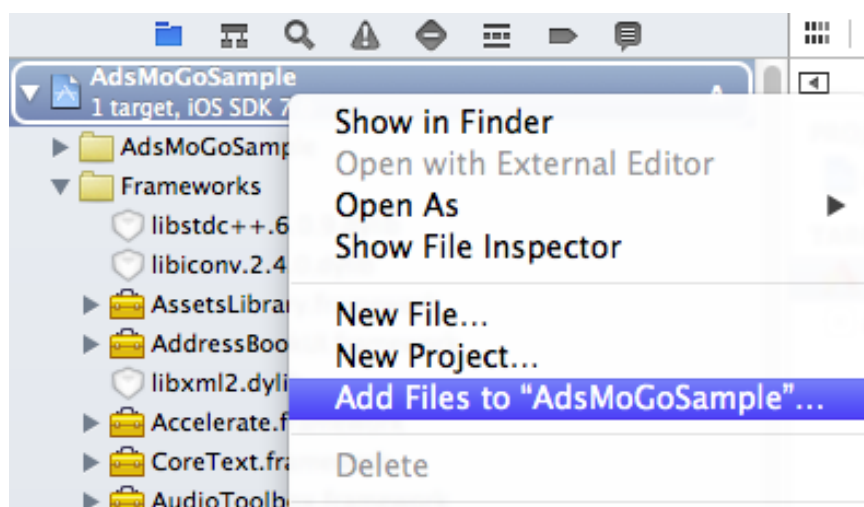 AdsMoGoSample
1 target, iOS SDK 7
A
AdsMoGoSamp
Frameworks
libstdc++.6
libiconv.2.4
AssetsLibrar
AddressBoo
libxml2.dyli
Accelerate.f
CoreText.fra
AudioToolb
Show in Finder
Open with External Editor
Open As
Show File Inspector
New File...
New Project...
Add Files to “AdsMoGoSample”...
Delete